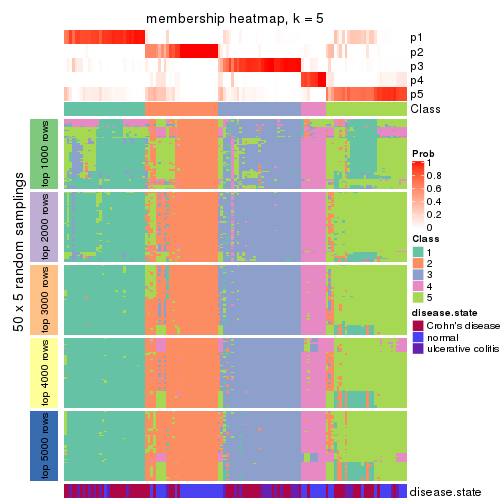 membership heatmap, k = 5
p1
p2
p3
p4
p5
Class
50 x 5 random samplings
top 1000 rows
top 2000 rows
top 3000 rows
top 4000 rows
top 5000 rows
Prob
1
0.8
0.6
0.4
0.2
0
Class
1
2
3
4
5
disease.state
Crohn's disease
normal
ulcerative colitis
disease.state